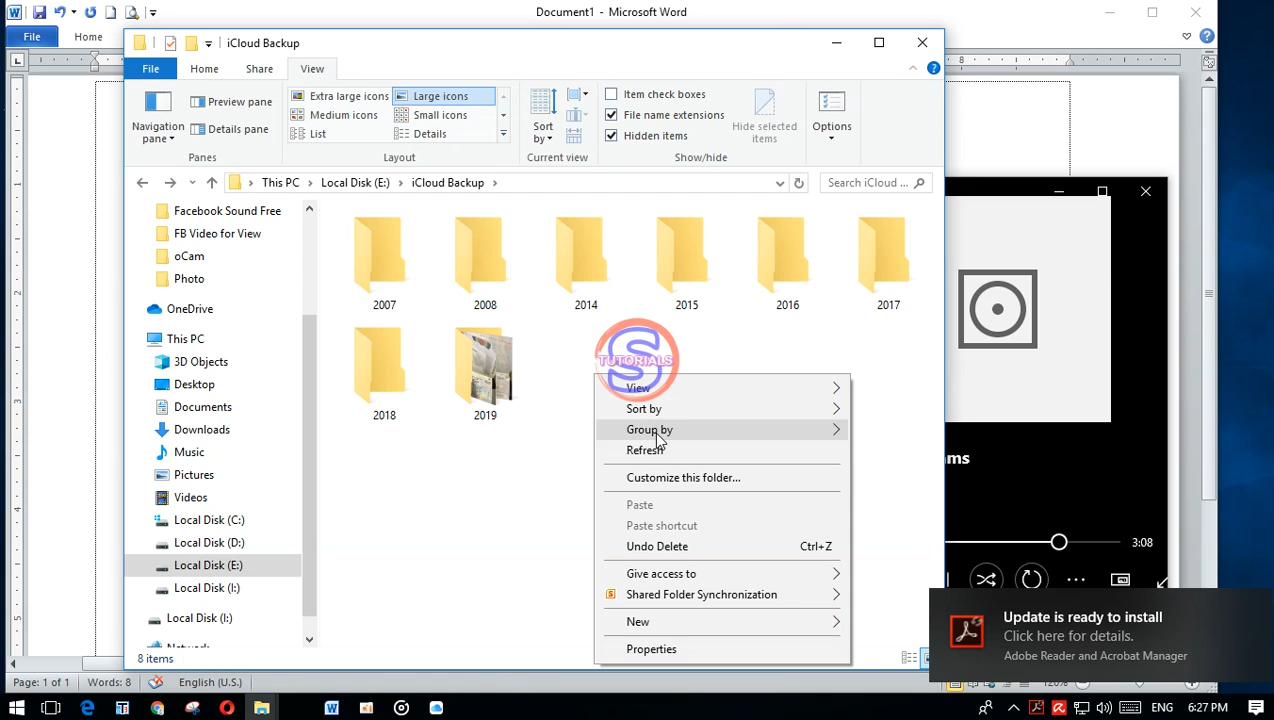 Document1 - Microsoft Word
File
Home
iCloud Backup
File
Home
Share
View
Navigation pane
Preview pane
Details pane
Panes
Extra large icons
Large icons
Medium icons
Small icons
List
Details
Layout
Sort by
Current view
Item check boxes
File name extensions
Hidden items
Hide selected items
Show/hide
Options
This PC > Local Disk (E:) > iCloud Backup >
Search iCloud ...
Facebook Sound Free
FB Video for View
oCam
Photo
OneDrive
This PC
3D Objects
Desktop
Documents
Downloads
Music
Pictures
Videos
Local Disk (C:)
Local Disk (D:)
Local Disk (E:)
Local Disk (I:)
Local Disk (I:)
2007
2008
2014
2015
2016
2017
2018
2019
S
TUTORIALS
View
Sort by
Group by
Refresh
Customize this folder...
Paste
Paste shortcut
Undo Delete Ctrl+Z
Give access to
Shared Folder Synchronization
New
Properties
8 items
3:08
Update is ready to install
Click here for details.
Adobe Reader and Acrobat Manager
Page: 1 of 1
Words: 8
English (U.S.)
120%
ENG
6:27 PM